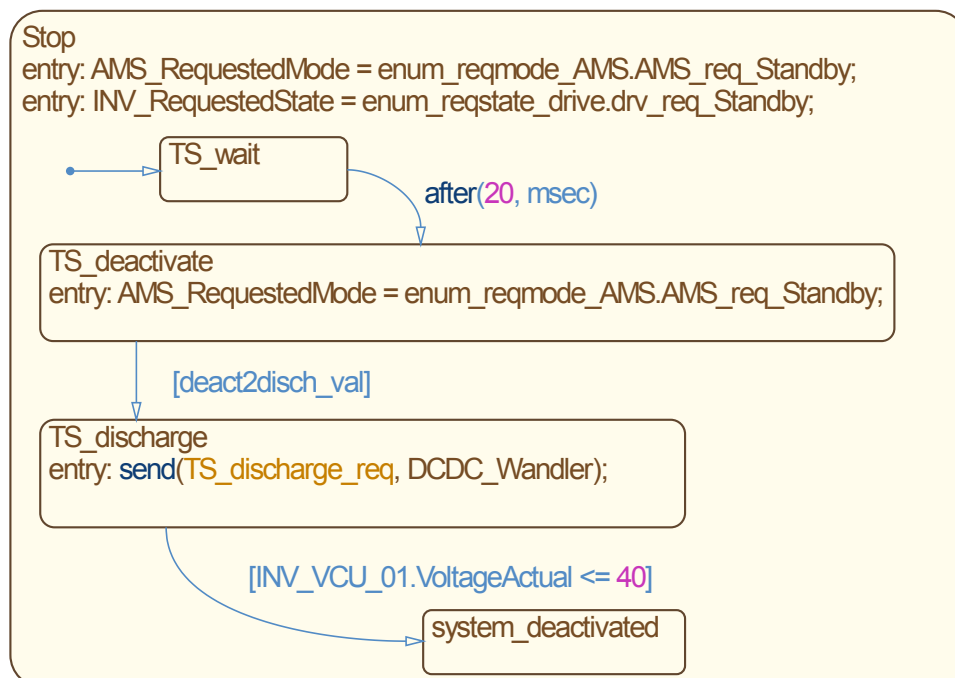 Stop
entry: AMS_RequestedMode = enum_reqmode_AMS.AMS_req_Standby;
entry: INV_RequestedState = enum_reqstate_drive.drv_req_Standby;
TS_wait
after(20, msec)
TS_deactivate
entry: AMS_RequestedMode = enum_reqmode_AMS.AMS_req_Standby;
[deact2disch_val]
TS_discharge
entry: send(TS_discharge_req, DCDC_Wandler);
[INV_VCU_01.VoltageActual <= 40]
system_deactivated